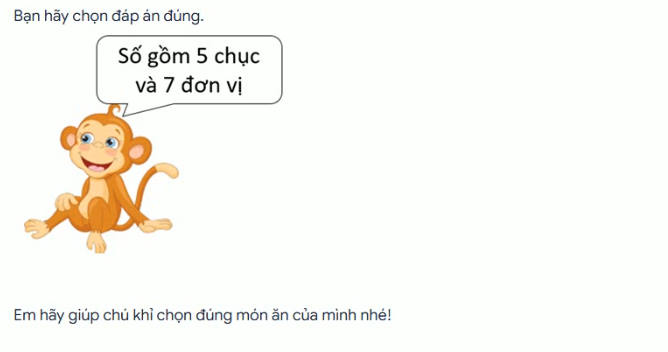 Bạn hãy chọn đáp án đúng.
Số gồm 5 chục
và 7 đơn vị
Em hãy giúp chú khỉ chọn đúng món ăn của mình nhé!